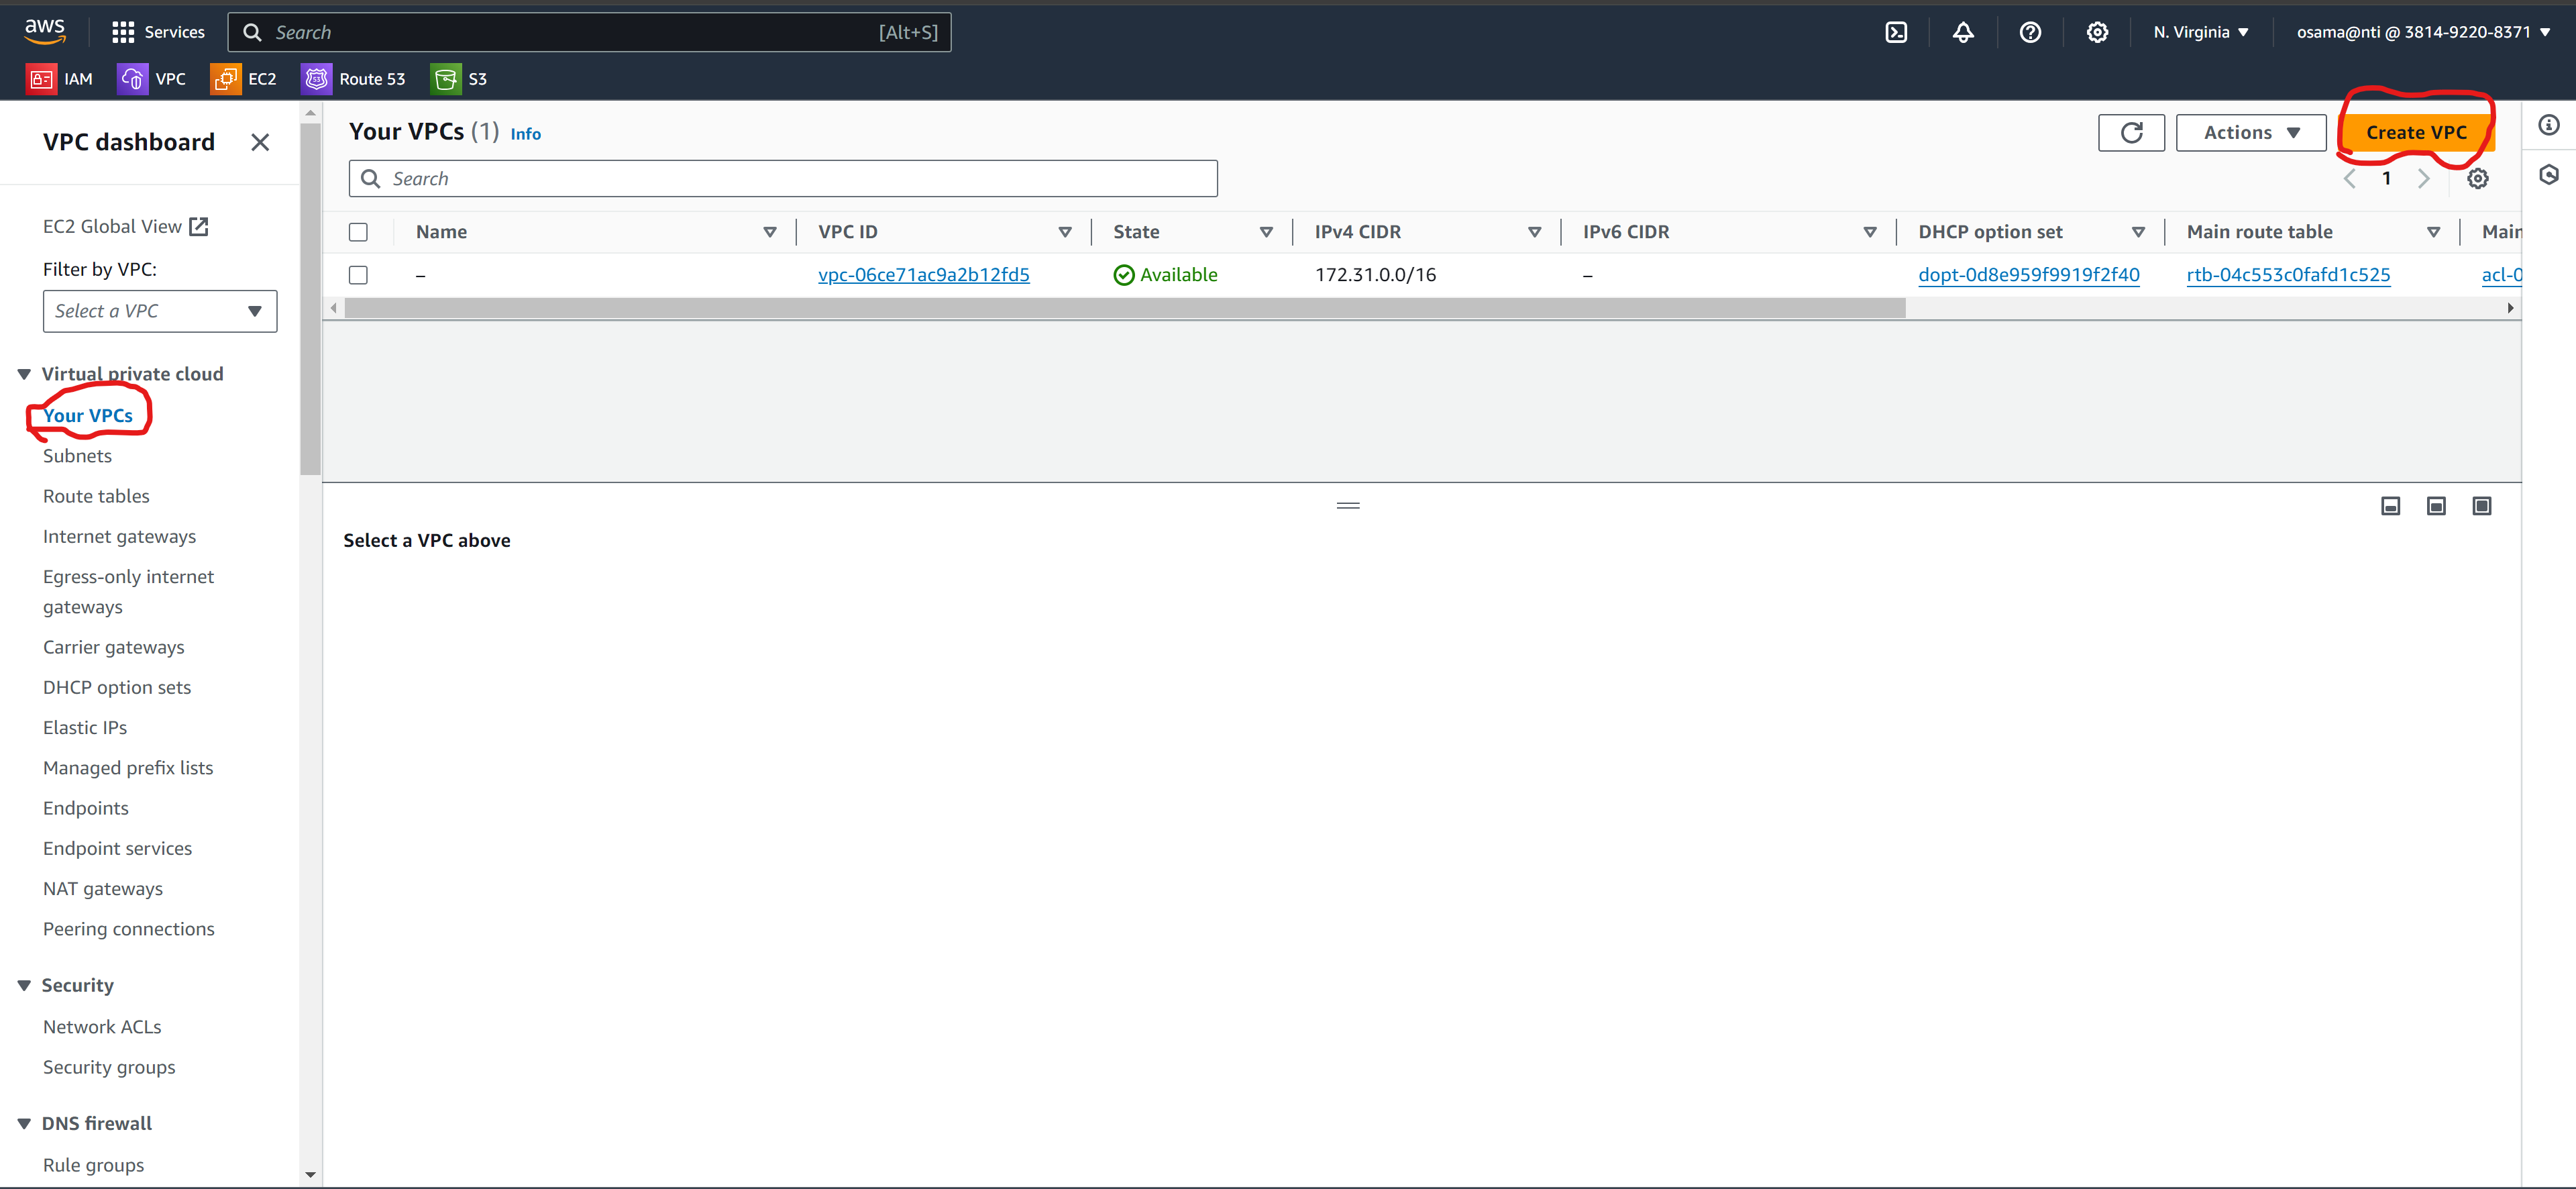 aws Services Search [Alt+S] N. Virginia osama@nti @ 3814-9220-8371
IAM VPC EC2 Route 53 S3
VPC dashboard
EC2 Global View
Filter by VPC:
Select a VPC
Virtual private cloud
Your VPCs
Subnets
Route tables
Internet gateways
Egress-only internet
gateways
Carrier gateways
DHCP option sets
Elastic IPs
Managed prefix lists
Endpoints
Endpoint services
NAT gateways
Peering connections
Security
Network ACLs
Security groups
DNS firewall
Rule groups
Your VPCs (1) Info Actions Create VPC
Search 1
Name VPC ID State IPv4 CIDR IPv6 CIDR DHCP option set Main route table Main
– vpc-06ce71ac9a2b12fd5 Available 172.31.0.0/16 – dopt-0d8e959f9919f2f40 rtb-04c553c0fafd1c525 acl-0
Select a VPC above